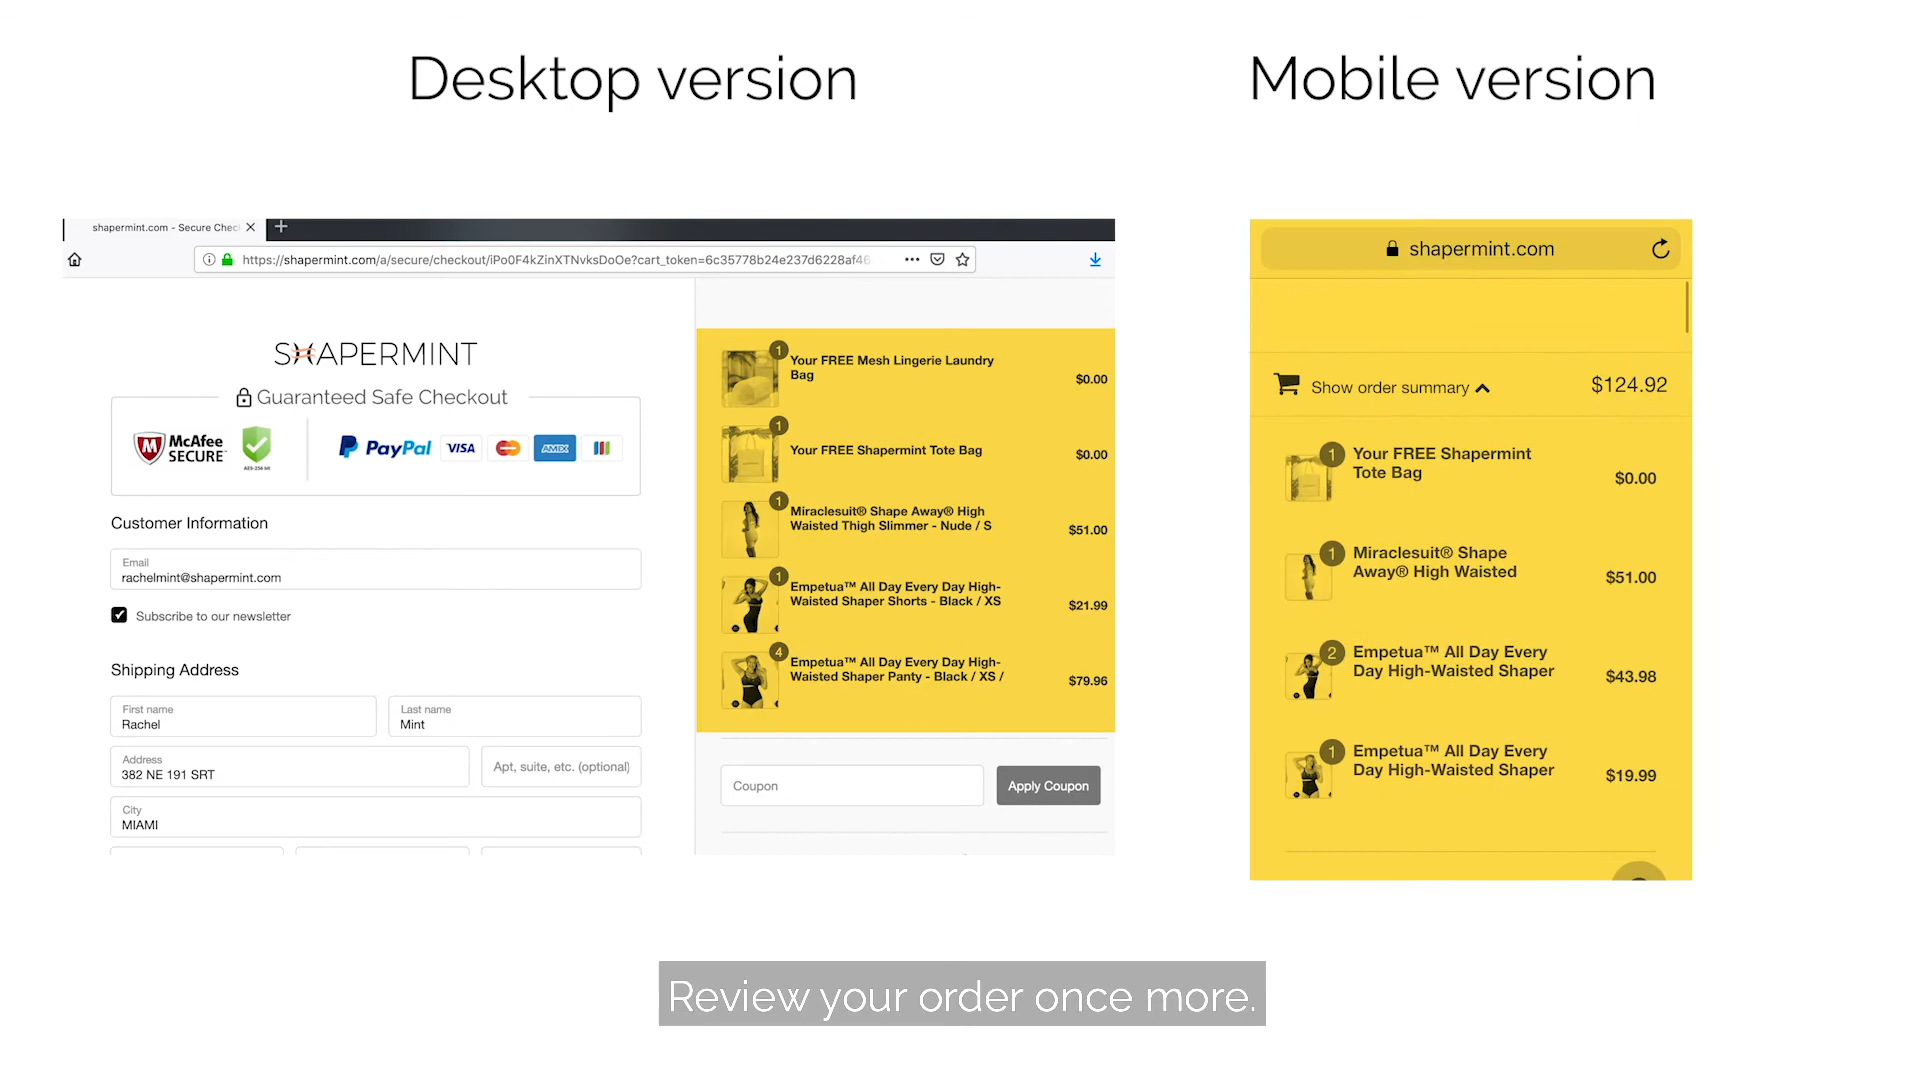 Desktop version
Mobile version
shapermint.com - Secure Chec
https://shapermint.com/a/secure/checkout/iPo0F4kZinXTNvksDoOe?cart_token=6c35778b24e237d6228af46
SHAPERMINT
Guaranteed Safe Checkout
McAfee
SECURE
AES-256 bit
PayPal
VISA
AMEX
Customer Information
Email
rachelmint@shapermint.com
Subscribe to our newsletter
Shipping Address
First name
Rachel
Last name
Mint
Address
382 NE 191 SRT
Apt, suite, etc. (optional)
City
MIAMI
1
Your FREE Mesh Lingerie Laundry
Bag
$0.00
1
Your FREE Shapermint Tote Bag
$0.00
1
Miraclesuit® Shape Away® High
Waisted Thigh Slimmer - Nude / S
$51.00
1
Empetua™ All Day Every Day High-
Waisted Shaper Shorts - Black / XS
$21.99
4
Empetua™ All Day Every Day High-
Waisted Shaper Panty - Black / XS /
$79.96
Coupon
Apply Coupon
shapermint.com
Show order summary
$124.92
1
Your FREE Shapermint
Tote Bag
$0.00
1
Miraclesuit® Shape
Away® High Waisted
$51.00
2
Empetua™ All Day Every
Day High-Waisted Shaper
$43.98
1
Empetua™ All Day Every
Day High-Waisted Shaper
$19.99
Review your order once more.